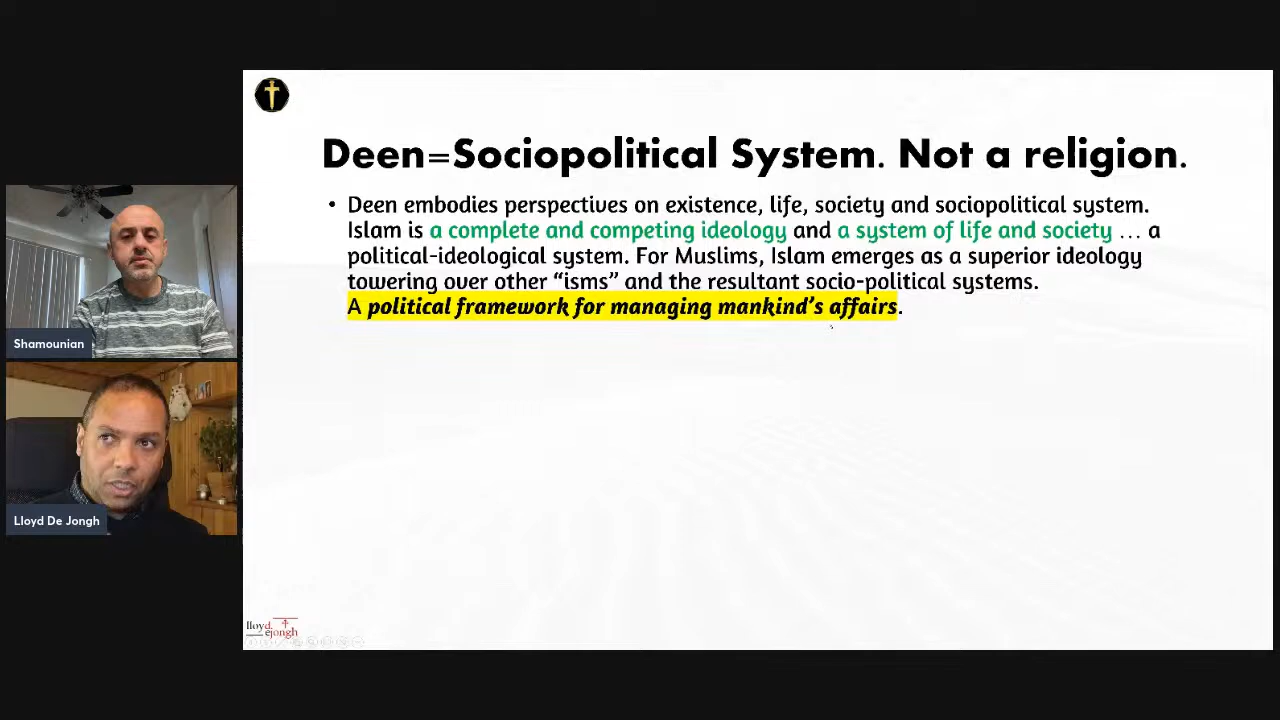 Deen=Sociopolitical System. Not a religion.
• Deen embodies perspectives on existence, life, society and sociopolitical system.
Islam is a complete and competing ideology and a system of life and society … a
political-ideological system. For Muslims, Islam emerges as a superior ideology
towering over other “isms” and the resultant socio-political systems.
A political framework for managing mankind’s affairs.
Shamounian
Lloyd De Jongh
lloyd.
ejongh